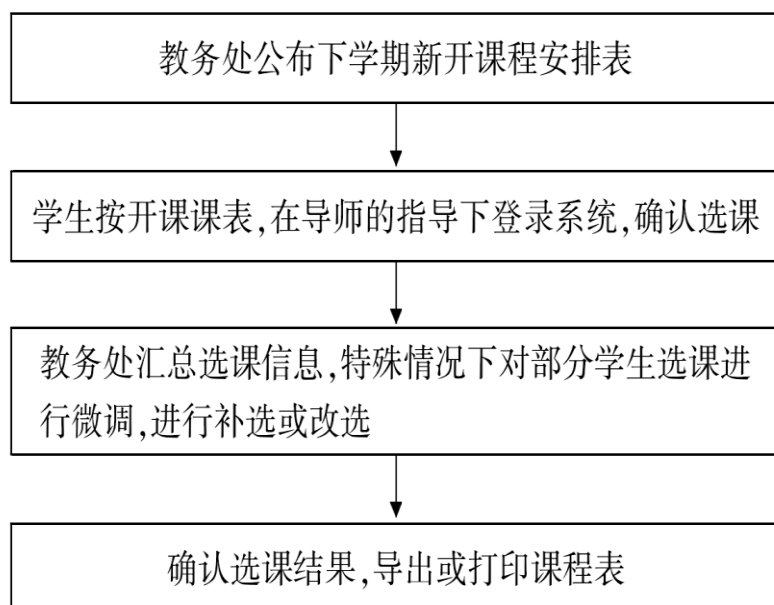 教务处公布下学期新开课程安排表
学生按开课课表,在导师的指导下登录系统,确认选课
教务处汇总选课信息,特殊情况下对部分学生选课进
行微调,进行补选或改选
确认选课结果,导出或打印课程表